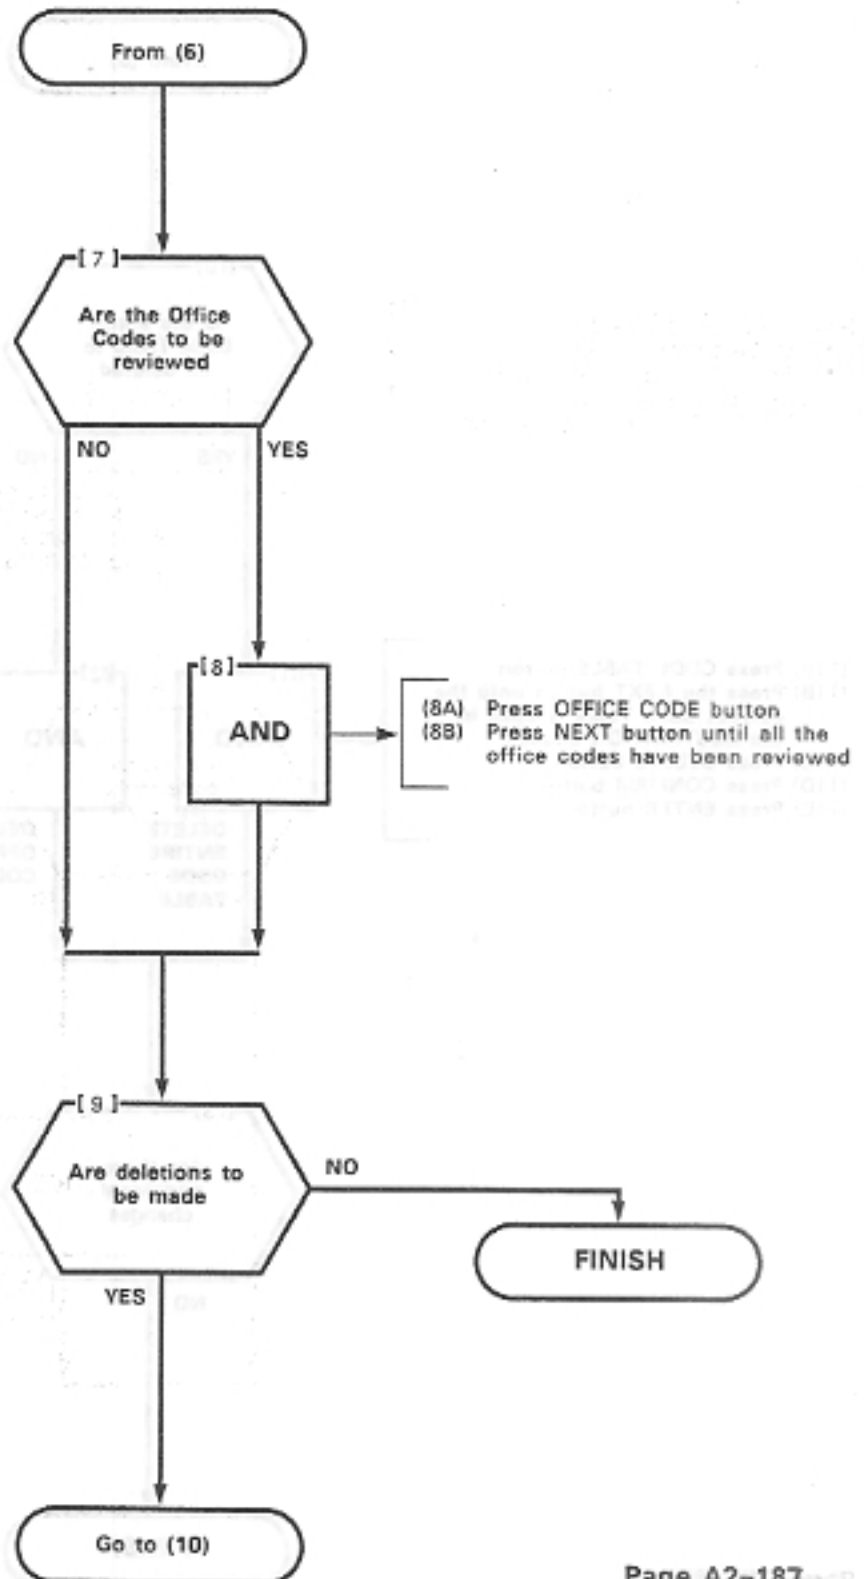 From (6)
[ 7 ]
Are the Office
Codes to be
reviewed
NO
YES
[8]
AND
(8A) Press OFFICE CODE button
(8B) Press NEXT button until all the
office codes have been reviewed
[ 9 ]
Are deletions to
be made
NO
FINISH
YES
Go to (10)
Page A2-187